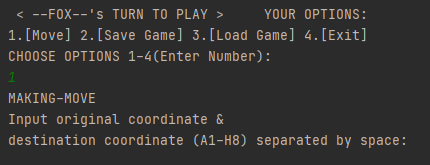 < --FOX--'s TURN TO PLAY > YOUR OPTIONS:
1.[Move] 2.[Save Game] 3.[Load Game] 4.[Exit]
CHOOSE OPTIONS 1-4(Enter Number):
1
MAKING-MOVE
Input original coordinate &
destination coordinate (A1-H8) separated by space: